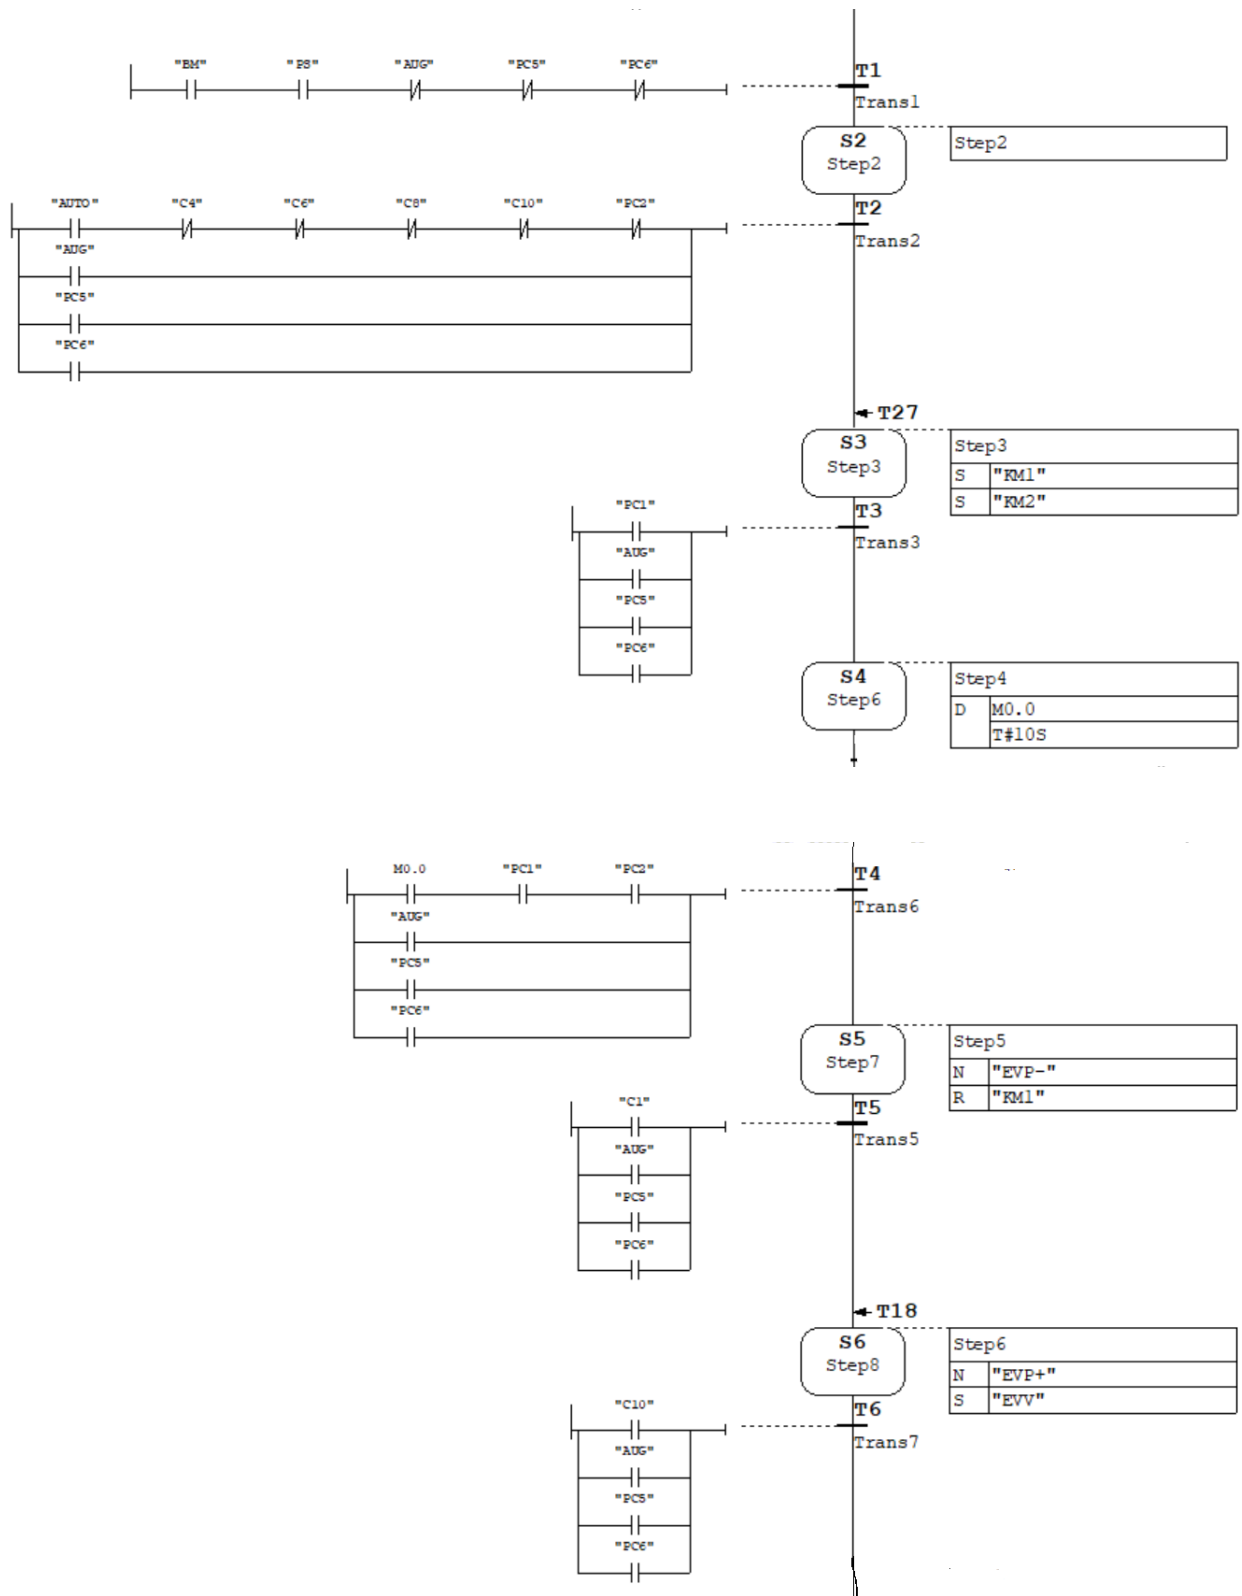 "BM" "PS" "AUG" "PC5" "PC6"
T1
Trans1
S2
Step2
Step2
"AUTO" "C4" "C6" "C8" "C10" "PC2"
"AUG"
"PC5"
"PC6"
T2
Trans2
T27
S3
Step3
Step3
S "KM1"
S "KM2"
"PC1"
"AUG"
"PC5"
"PC6"
T3
Trans3
S4
Step6
Step4
D M0.0
T#10S
M0.0 "PC1" "PC2"
"AUG"
"PC5"
"PC6"
T4
Trans6
S5
Step7
Step5
N "EVP-"
R "KM1"
"C1"
"AUG"
"PC5"
"PC6"
T5
Trans5
T18
S6
Step8
Step6
N "EVP+"
S "EVV"
"C10"
"AUG"
"PC5"
"PC6"
T6
Trans7